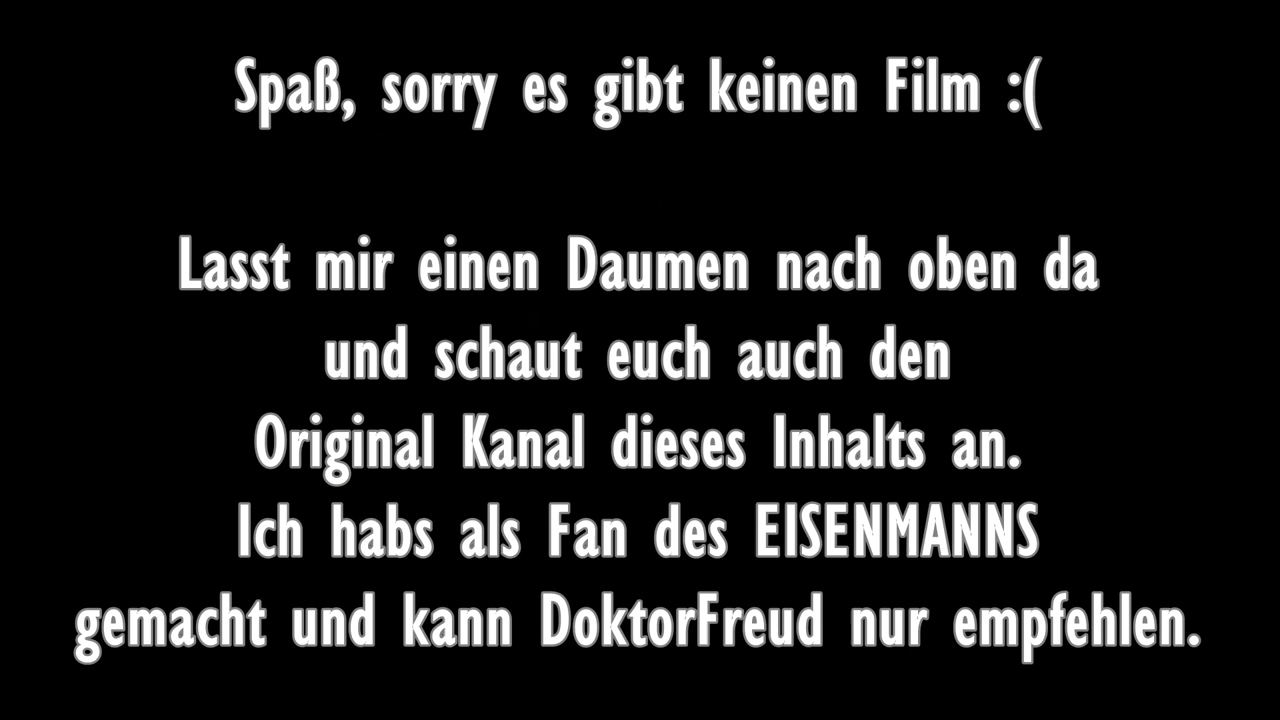 Spaß, sorry es gibt keinen Film :(
Lasst mir einen Daumen nach oben da
und schaut euch auch den
Original Kanal dieses Inhalts an.
Ich habs als Fan des EISENMANNS
gemacht und kann DoktorFreud nur empfehlen.